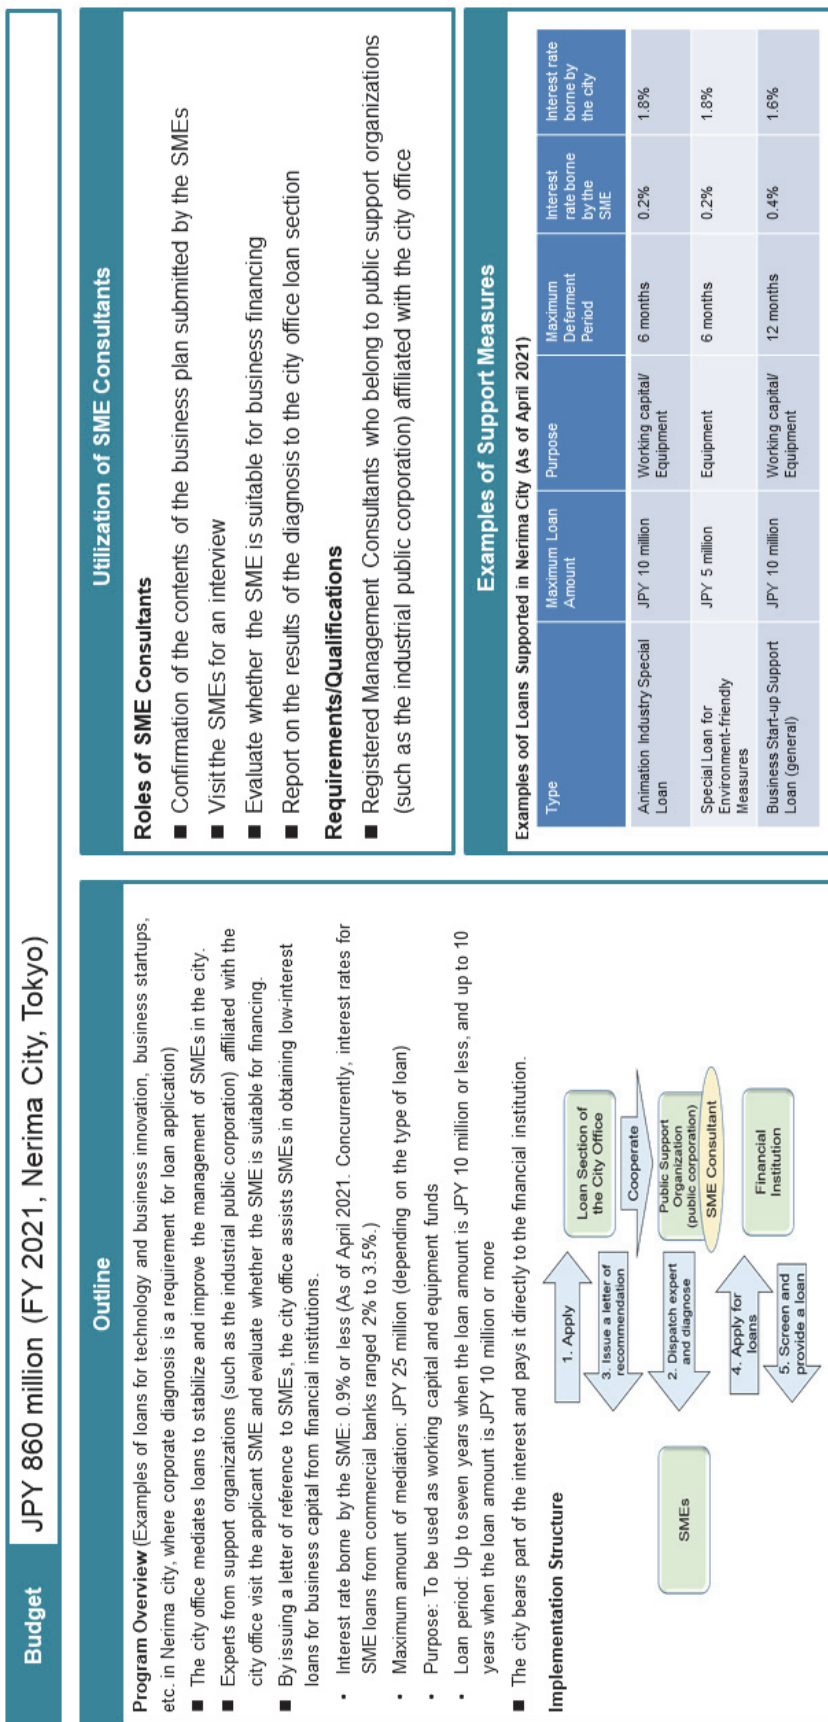 Budget
JPY 860 million (FY 2021, Nerima City, Tokyo)
Outline
Program Overview (Examples of loans for technology and business innovation, business startups,
etc. in Nerima city, where corporate diagnosis is a requirement for loan application)
■ The city office mediates loans to stabilize and improve the management of SMEs in the city.
■ Experts from support organizations (such as the industrial public corporation) affiliated with the
city office visit the applicant SME and evaluate whether the SME is suitable for financing.
■ By issuing a letter of reference to SMEs, the city office assists SMEs in obtaining low-interest
loans for business capital from financial institutions.
• Interest rate borne by the SME: 0.9% or less (As of April 2021. Concurrently, interest rates for
SME loans from commercial banks ranged 2% to 3.5%.)
• Maximum amount of mediation: JPY 25 million (depending on the type of loan)
• Purpose: To be used as working capital and equipment funds
• Loan period: Up to seven years when the loan amount is JPY 10 million or less, and up to 10
years when the loan amount is JPY 10 million or more
■ The city bears part of the interest and pays it directly to the financial institution.
Implementation Structure
SMEs
1. Apply
3. Issue a letter of
recommendation
2. Dispatch expert
and diagnose
4. Apply for
loans
5. Screen and
provide a loan
Loan Section of
the City Office
Cooperate
Public Support
Organization
(public corporation)
SME Consultant
Financial
Institution
Utilization of SME Consultants
Roles of SME Consultants
■ Confirmation of the contents of the business plan submitted by the SMEs
■ Visit the SMEs for an interview
■ Evaluate whether the SME is suitable for business financing
■ Report on the results of the diagnosis to the city office loan section
Requirements/Qualifications
■ Registered Management Consultants who belong to public support organizations
(such as the industrial public corporation) affiliated with the city office
Examples of Support Measures
Examples oof Loans Supported in Nerima City (As of April 2021)
Type
Maximum Loan
Amount
Purpose
Maximum
Deferment
Period
Interest
rate borne
by the
SME
Interest rate
borne by
the city
Animation Industry Special
Loan
JPY 10 million
Working capital/
Equipment
6 months
0.2%
1.8%
Special Loan for
Environment-friendly
Measures
JPY 5 million
Equipment
6 months
0.2%
1.8%
Business Start-up Support
Loan (general)
JPY 10 million
Working capital/
Equipment
12 months
0.4%
1.6%